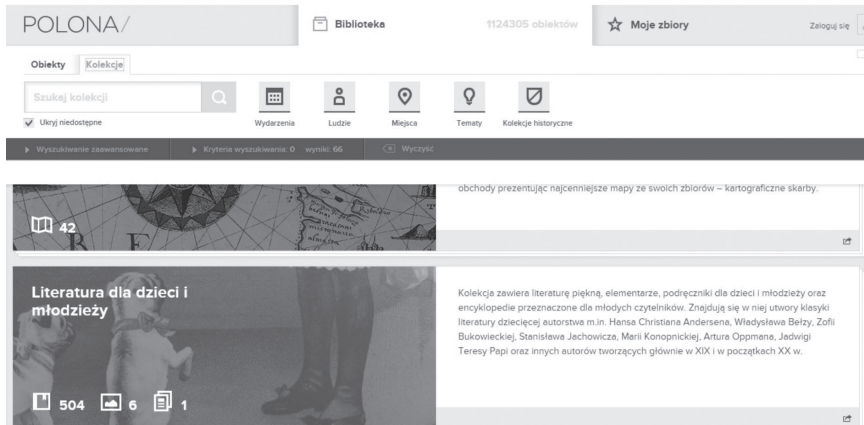 POLONA/
Biblioteka
1124305 obiektów
Moje zbiory
Zaloguj się
Obiekty
Kolekcje
Szukaj kolekcji
Ukryj niedostępne
Wydarzenia
Ludzie
Miejsca
Tematy
Kolekcje historyczne
Wyszukiwanie zaawansowane
Kryteria wyszukiwania: 0 wyniki: 66
Wyczyść
obchody prezentując najcenniejsze mapy ze swoich zbiorów – kartograficzne skarby.
42
Literatura dla dzieci i
młodzieży
504
6
1
Kolekcja zawiera literaturę piękną, elementarze, podręczniki dla dzieci i młodzieży oraz
encyklopedie przeznaczone dla młodych czytelników. Znajdują się w niej utwory klasyki
literatury dziecięcej autorstwa m.in. Hansa Christiana Andersena, Władysława Bełzy, Zofii
Bukowieckiej, Stanisława Jachowicza, Marii Konopnickiej, Artura Oppmana, Jadwigi
Teresy Papi oraz innych autorów tworzących głównie w XIX i w początkach XX w.